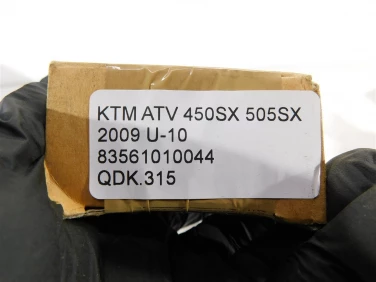 KTM ATV 450SX 505SX
2009 U-10
83561010044
QDK.315